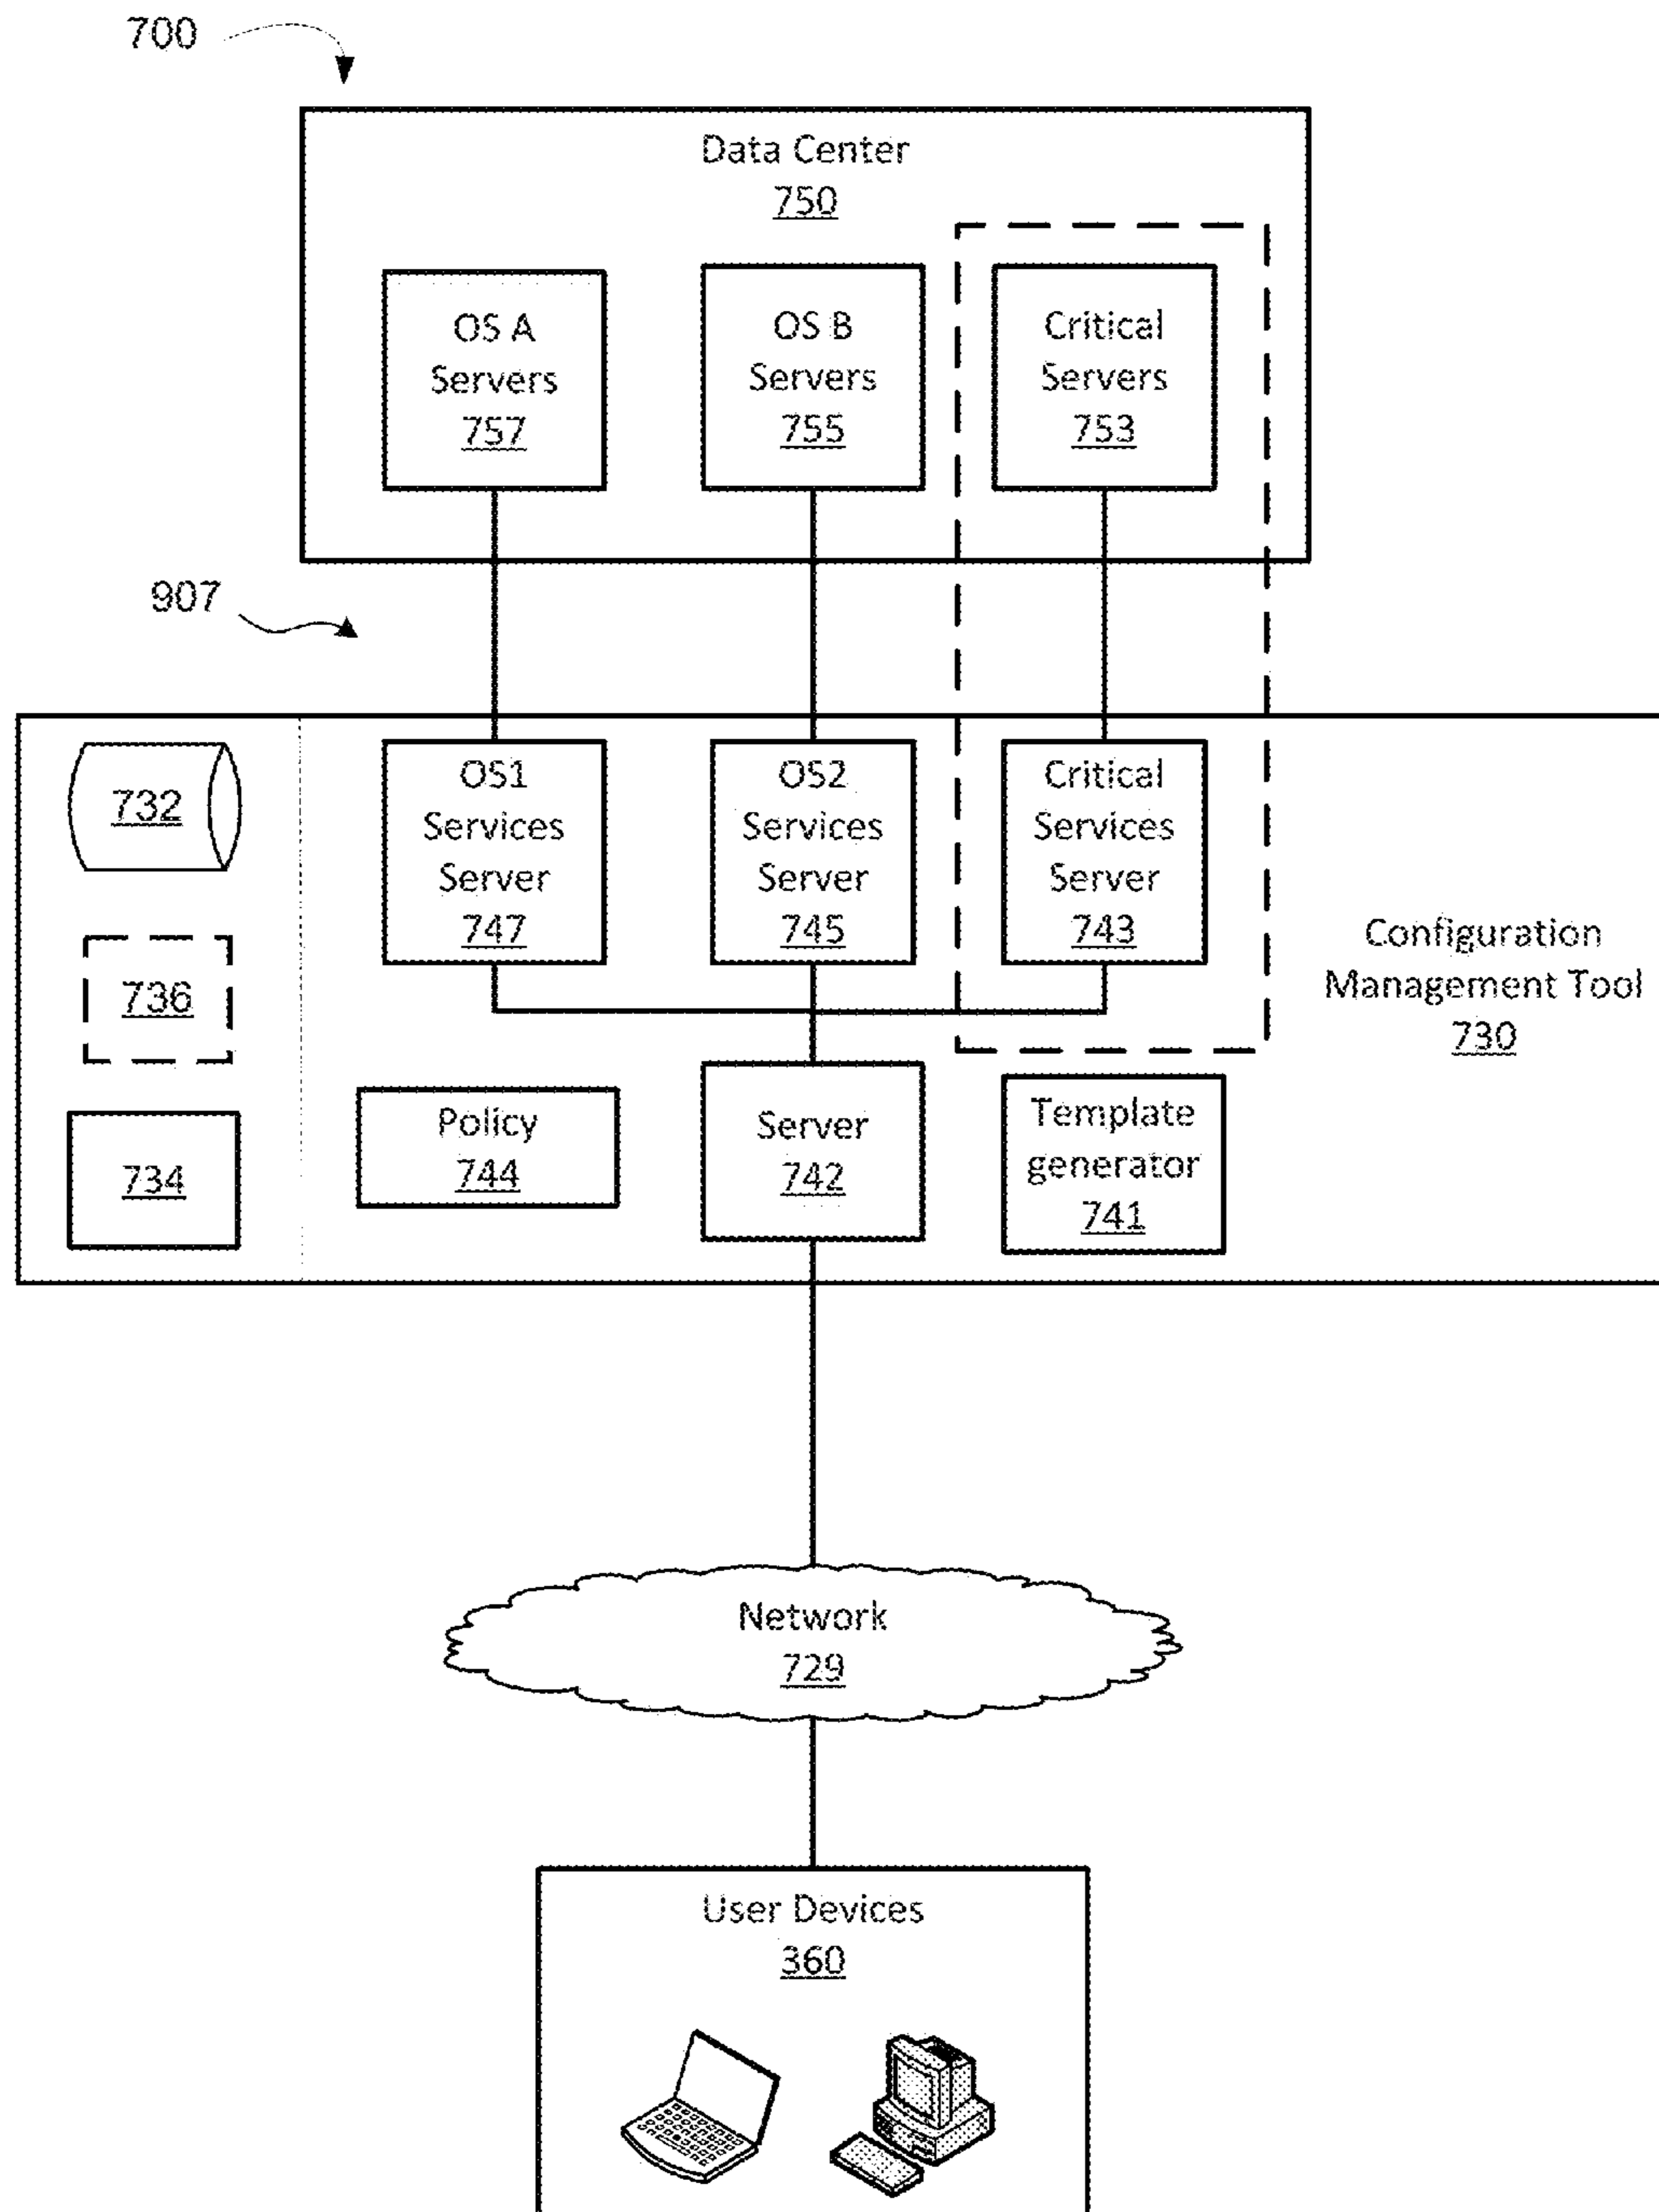 700
Data Center
750
OS A
Servers
757
OS B
Servers
755
Critical
Servers
753
907
732
736
734
OS1
Services
Server
747
OS2
Services
Server
745
Critical
Services
Server
743
Configuration
Management Tool
730
Policy
744
Server
742
Template
generator
741
Network
729
User Devices
360